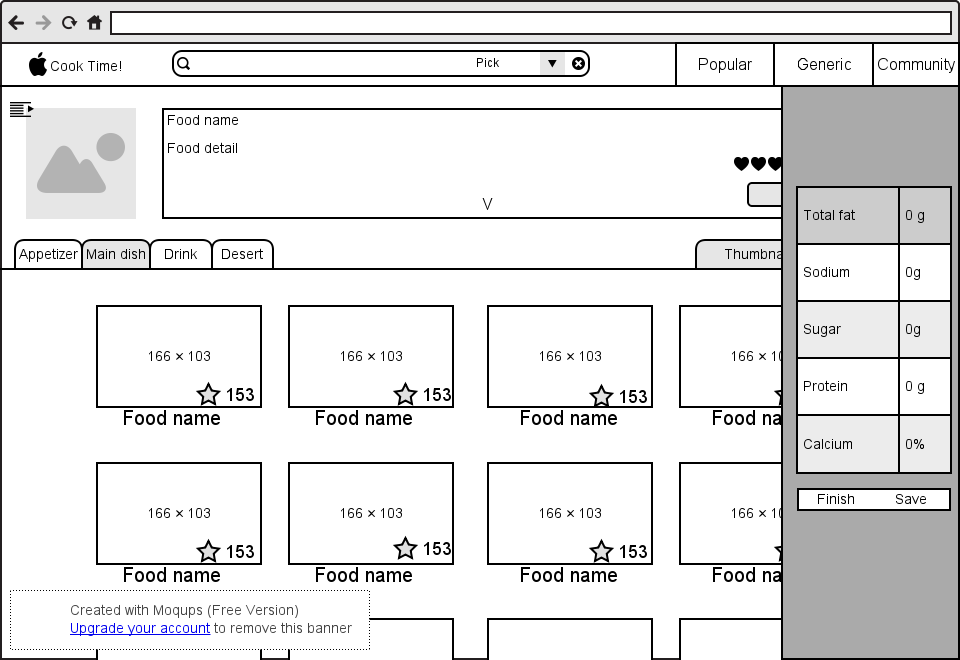 Cook Time!
Pick
Popular
Generic
Community
Food name
Food detail
V
Appetizer
Main dish
Drink
Desert
Thumbna
Total fat 0 g
Sodium 0g
Sugar 0g
Protein 0 g
Calcium 0%
Finish Save
166 × 103 166 × 103 166 × 103 166 × 10
153 153 153
Food name Food name Food name Food na
166 × 103 166 × 103 166 × 103 166 × 10
153 153 153
Food name Food name Food name Food na
Created with Moqups (Free Version)
Upgrade your account to remove this banner